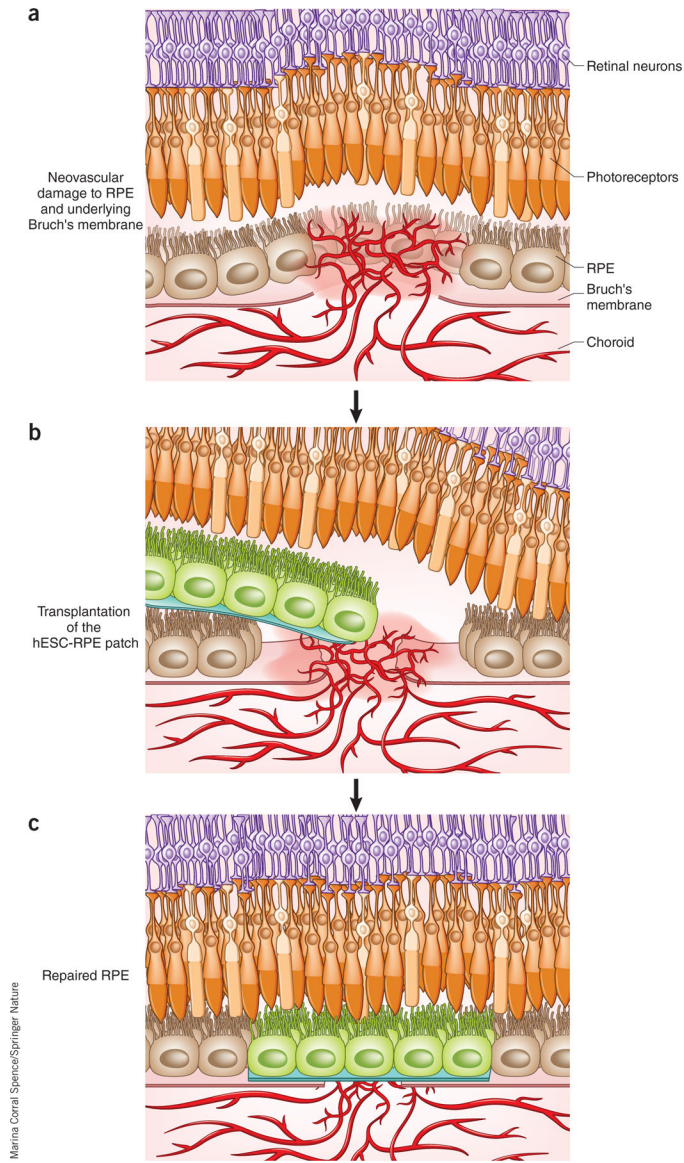 a
Retinal neurons
Photoreceptors
Neovascular
damage to RPE
and underlying
Bruch's membrane
RPE
Bruch's
membrane
Choroid
b
Transplantation
of the
hESC-RPE patch
c
Repaired RPE
Marina Corral Spence/Springer Nature